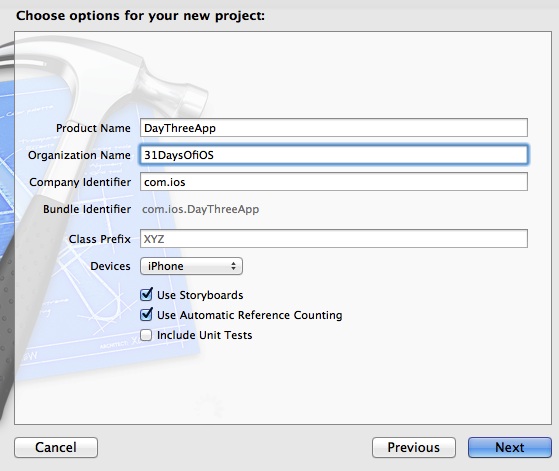 Choose options for your new project:
Product Name DayThreeApp
Organization Name 31DaysOfiOS
Company Identifier com.ios
Bundle Identifier com.ios.DayThreeApp
Class Prefix XYZ
Devices iPhone
Use Storyboards
Use Automatic Reference Counting
Include Unit Tests
Cancel Previous Next